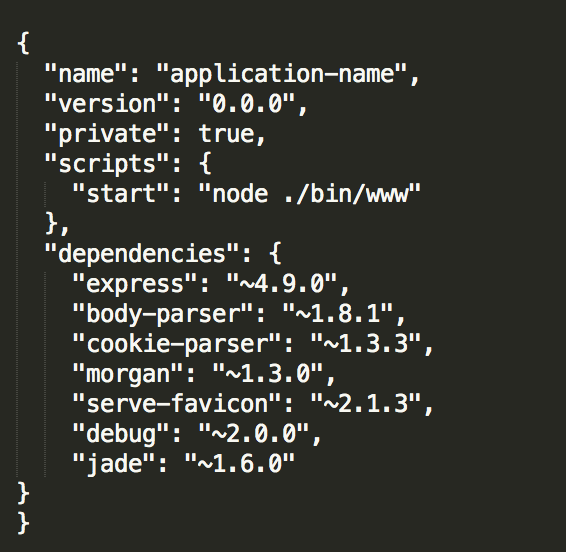 {
  "name": "application-name",
  "version": "0.0.0",
  "private": true,
  "scripts": {
    "start": "node ./bin/www"
  },
  "dependencies": {
    "express": "~4.9.0",
    "body-parser": "~1.8.1",
    "cookie-parser": "~1.3.3",
    "morgan": "~1.3.0",
    "serve-favicon": "~2.1.3",
    "debug": "~2.0.0",
    "jade": "~1.6.0"
}
}